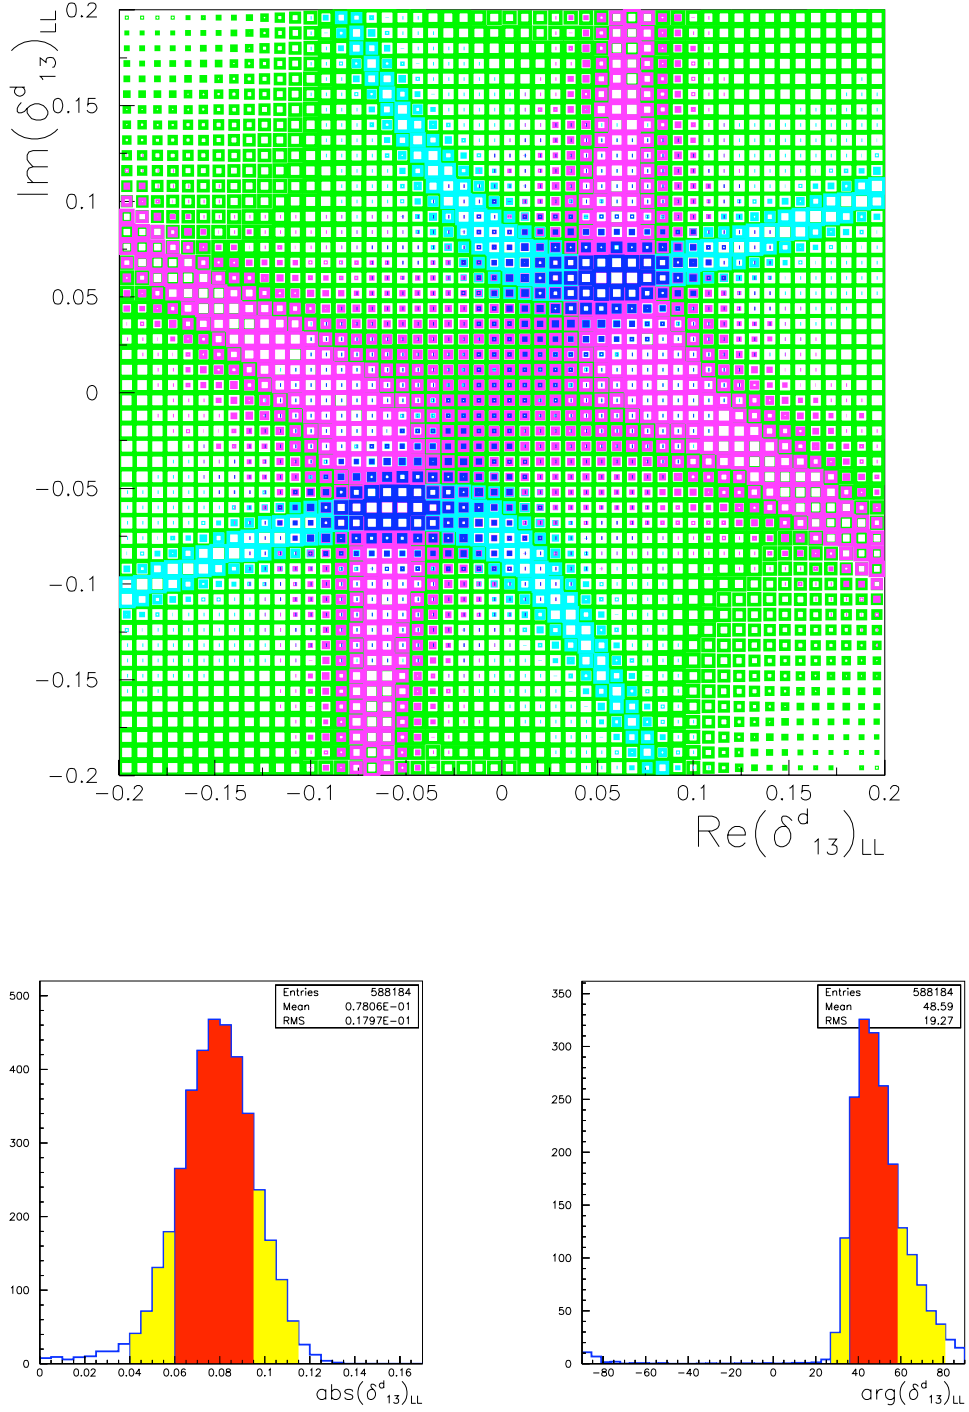 Im(δᵈ₁₃)LL
0.2
0.15
0.1
0.05
0
−0.05
−0.1
−0.15
−0.2
−0.2 −0.15 −0.1 −0.05 0 0.05 0.1 0.15 0.2
Re(δᵈ₁₃)LL
Entries 588184
Mean 0.7806E-01
RMS 0.1797E-01
500
400
300
200
100
0
0 0.02 0.04 0.06 0.08 0.1 0.12 0.14 0.16
abs(δᵈ₁₃)LL
Entries 588184
Mean 48.59
RMS 19.27
350
300
250
200
150
100
50
0
−80 −60 −40 −20 0 20 40 60 80
arg(δᵈ₁₃)LL